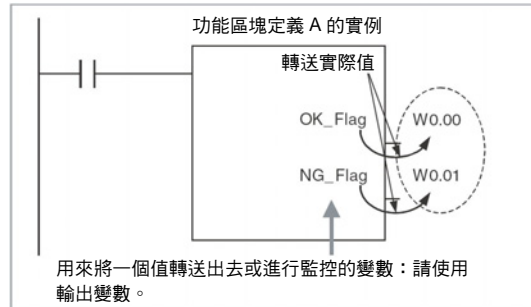 功能區塊定義 A 的實例
轉送實際值
OK_Flag W0.00
NG_Flag W0.01
用來將一個值轉送出去或進行監控的變數：請使用
輸出變數。